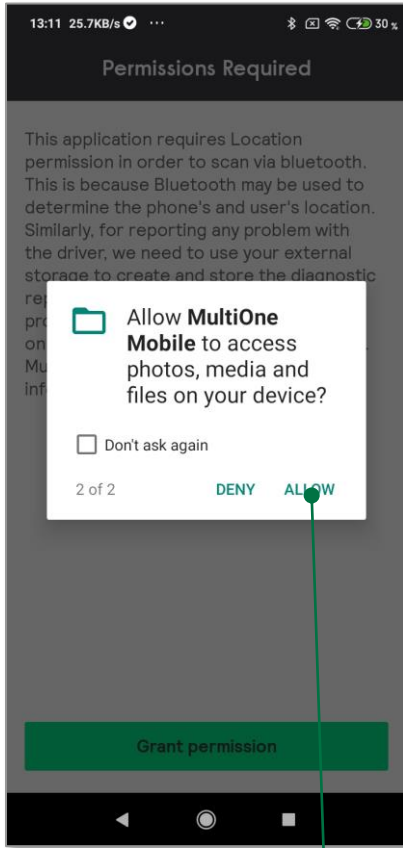 13:11 25.7KB/s ··· 30 %
Permissions Required
This application requires Location
permission in order to scan via bluetooth.
This is because Bluetooth may be used to
determine the phone's and user's location.
Similarly, for reporting any problem with
the driver, we need to use your external
storage to create and store the diagnostic
Allow MultiOne
Mobile to access
photos, media and
files on your device?
Don't ask again
2 of 2 DENY ALLOW
Grant permission